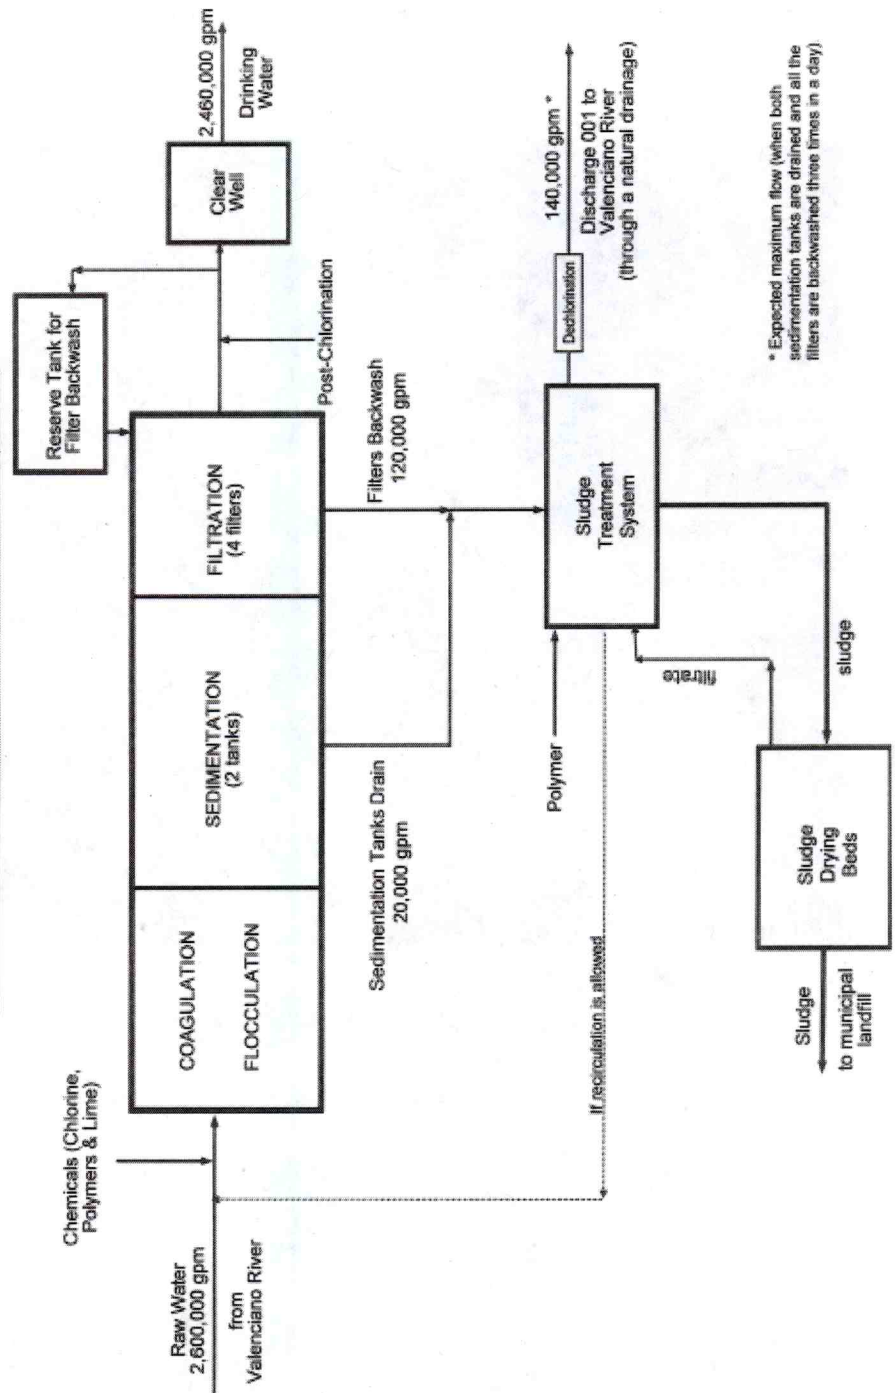 Raw Water
2,600,000 gpm
from
Valenciano River
Chemicals (Chlorine,
Polymers & Lime)
COAGULATION
FLOCCULATION
SEDIMENTATION
(2 tanks)
FILTRATION
(4 filters)
Reserve Tank for
Filter Backwash
Post-Chlorination
Clear
Well
2,460,000 gpm
Drinking
Water
Sedimentation Tanks Drain
20,000 gpm
Filters Backwash
120,000 gpm
If recirculation is allowed
Polymer
Sludge
Treatment
System
Dechlorination
140,000 gpm *
Discharge 001 to
Valenciano River
(through a natural drainage)
filtrate
sludge
Sludge
Drying
Beds
Sludge
to municipal
landfill
* Expected maximum flow (when both
sedimentation tanks are drained and all the
filters are backwashed three times in a day)